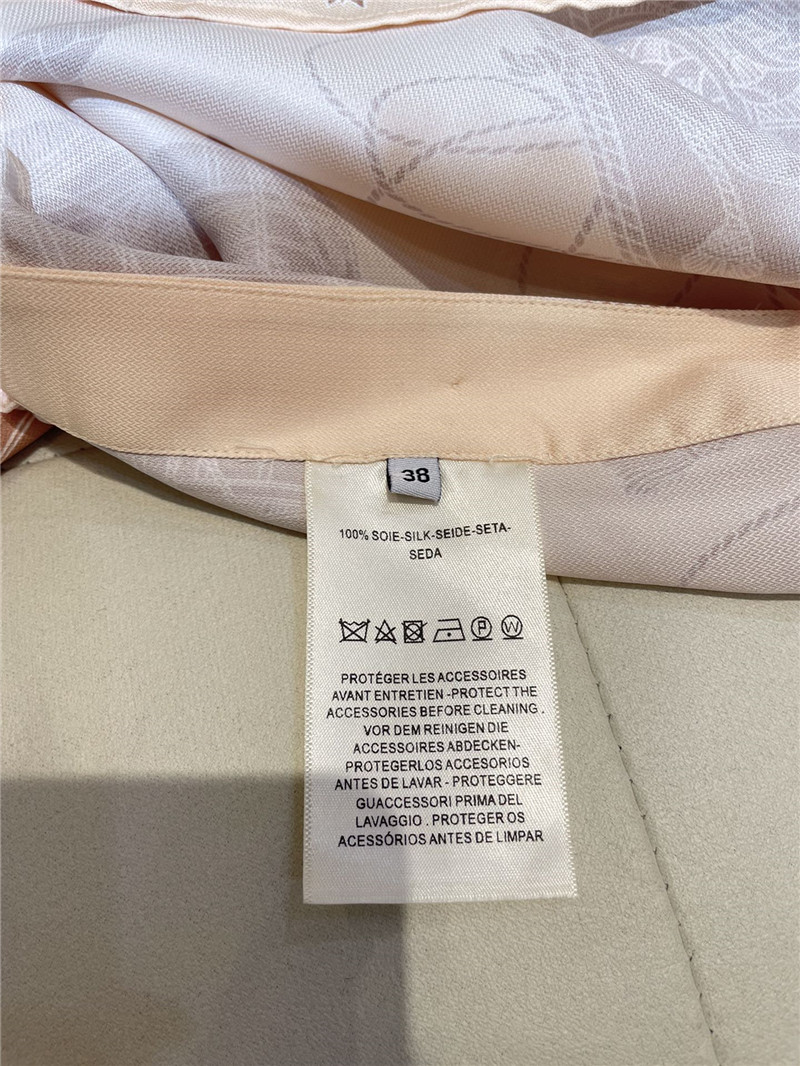 38
100% SOIE-SILK-SEIDE-SETA-
SEDA
P W
PROTÉGER LES ACCESSOIRES
AVANT ENTRETIEN -PROTECT THE
ACCESSORIES BEFORE CLEANING .
VOR DEM REINIGEN DIE
ACCESSOIRES ABDECKEN-
PROTEGERLOS ACCESORIOS
ANTES DE LAVAR - PROTEGGERE
GUACCESSORI PRIMA DEL
LAVAGGIO . PROTEGER OS
ACESSÓRIOS ANTES DE LIMPAR